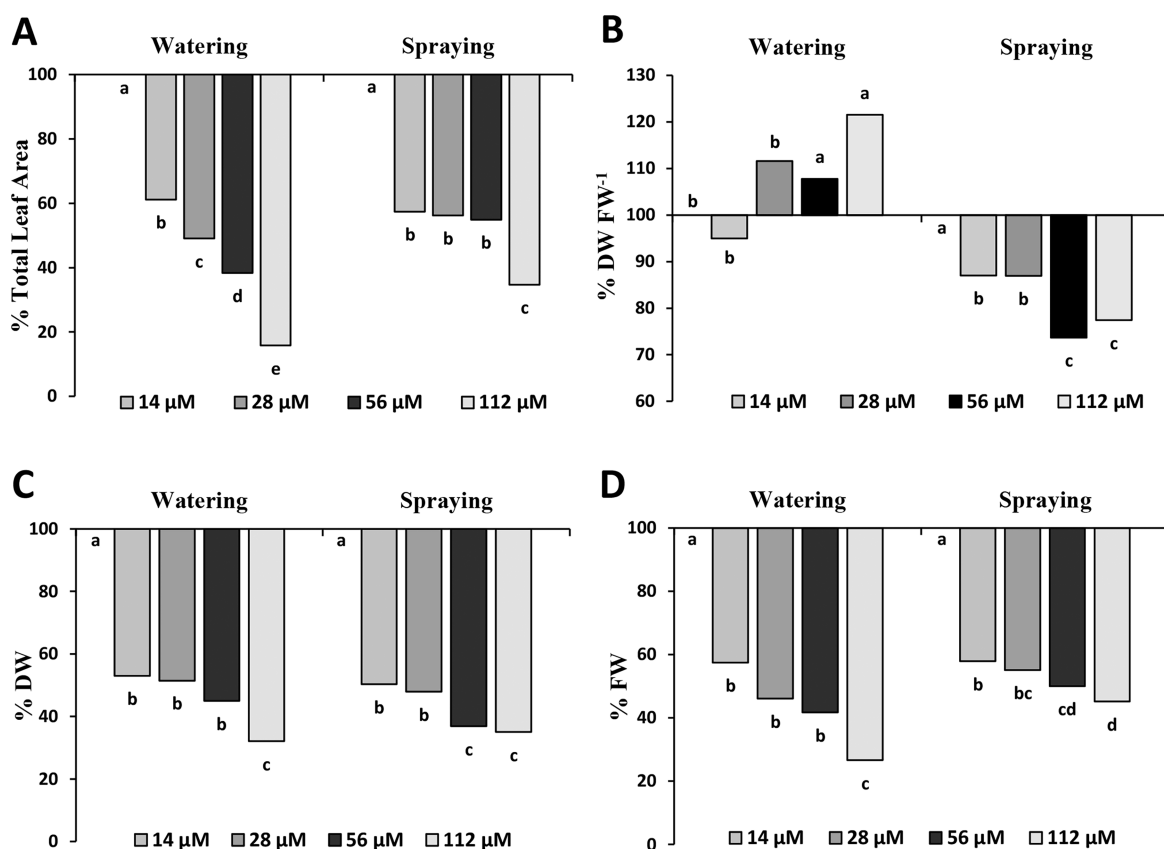 A
Watering Spraying
% Total Leaf Area
100
80
60
40
20
0
a b c d e a b b b c
14 µM 28 µM 56 µM 112 µM
B
Watering Spraying
% DW FW-1
130
120
110
100
90
80
70
60
b b b a a a b b c c
14 µM 28 µM 56 µM 112 µM
C
Watering Spraying
% DW
100
80
60
40
20
0
a b b b c a b b c c
14 µM 28 µM 56 µM 112 µM
D
Watering Spraying
% FW
100
80
60
40
20
0
a b b b c a b bc cd d
14 µM 28 µM 56 µM 112 µM